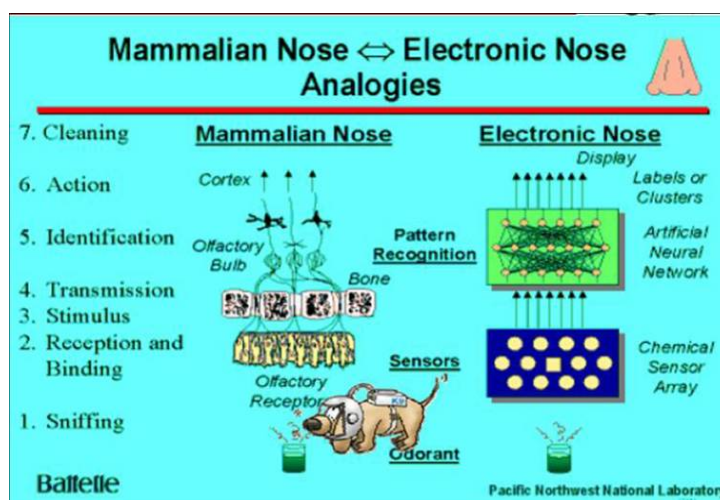 Mammalian Nose ⇔ Electronic Nose
Analogies
7. Cleaning
6. Action
5. Identification
4. Transmission
3. Stimulus
2. Reception and
Binding
1. Sniffing
Mammalian Nose
Cortex
Olfactory
Bulb
Bone
Olfactory
Receptor
Pattern
Recognition
Sensors
Odorant
Electronic Nose
Display
Labels or
Clusters
Artificial
Neural
Network
Chemical
Sensor
Array
Battelle
Pacific Northwest National Laborator